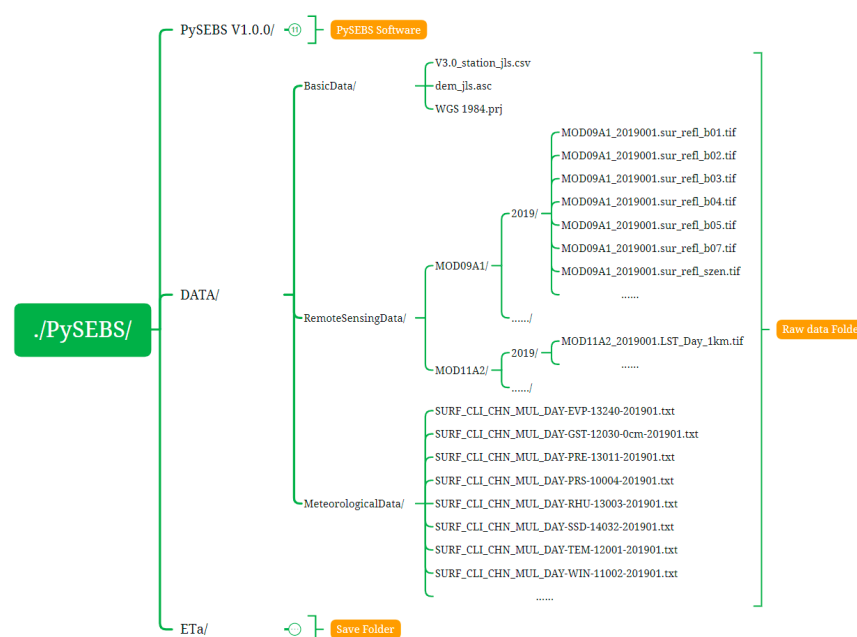 ./PySEBS/
PySEBS V1.0.0/
11
PySEBS Software
DATA/
BasicData/
V3.0_station_jls.csv
dem_jls.asc
WGS 1984.prj
RemoteSensingData/
MOD09A1/
2019/
MOD09A1_2019001.sur_refl_b01.tif
MOD09A1_2019001.sur_refl_b02.tif
MOD09A1_2019001.sur_refl_b03.tif
MOD09A1_2019001.sur_refl_b04.tif
MOD09A1_2019001.sur_refl_b05.tif
MOD09A1_2019001.sur_refl_b07.tif
MOD09A1_2019001.sur_refl_szen.tif
......
....../
MOD11A2/
2019/
MOD11A2_2019001.LST_Day_1km.tif
......
....../
MeteorologicalData/
SURF_CLI_CHN_MUL_DAY-EVP-13240-201901.txt
SURF_CLI_CHN_MUL_DAY-GST-12030-0cm-201901.txt
SURF_CLI_CHN_MUL_DAY-PRE-13011-201901.txt
SURF_CLI_CHN_MUL_DAY-PRS-10004-201901.txt
SURF_CLI_CHN_MUL_DAY-RHU-13003-201901.txt
SURF_CLI_CHN_MUL_DAY-SSD-14032-201901.txt
SURF_CLI_CHN_MUL_DAY-TEM-12001-201901.txt
SURF_CLI_CHN_MUL_DAY-WIN-11002-201901.txt
......
Raw data Folde
ETa/
Save Folder